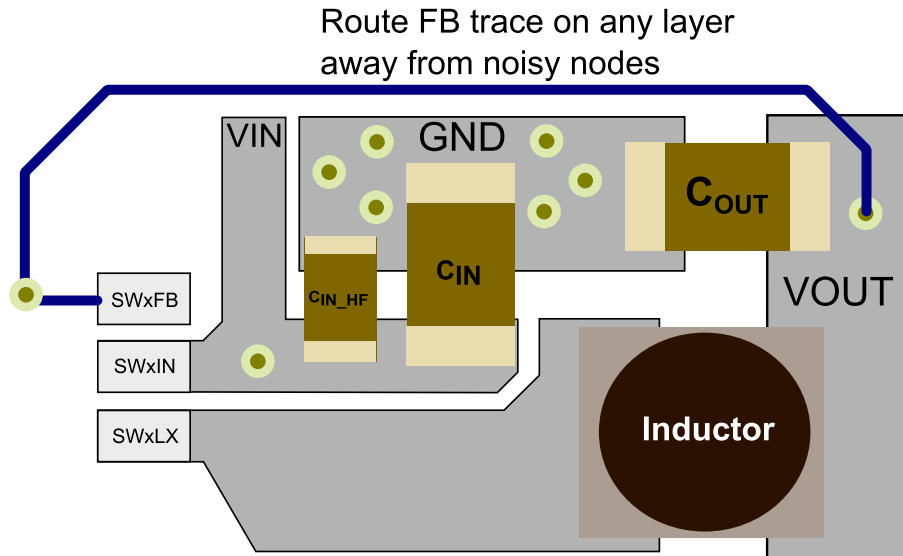 Route FB trace on any layer
away from noisy nodes
VIN
GND
COUT
CIN
CIN_HF
VOUT
SWxFB
SWxIN
SWxLX
Inductor